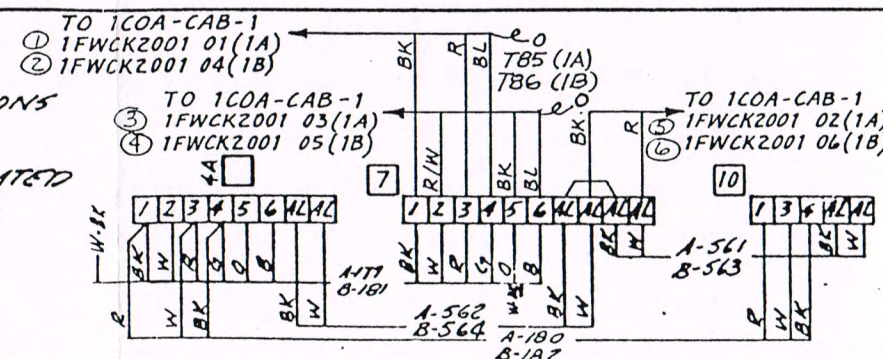 TO 1COA-CAB-1
① 1FWCK2001 01(1A)
② 1FWCK2001 04(1B)
T85 (1A)
T86 (1B)
BK R BL
TO 1COA-CAB-1
③ 1FWCK2001 03(1A)
④ 1FWCK2001 05(1B)
R/W BK BL BK.O R
TO 1COA-CAB-1
⑤ 1FWCK2001 02(1A)
⑥ 1FWCK2001 06(1B)
4A
7
10
1 2 3 4 5 6 AL AL
1 2 3 4 5 6 AL AL AL AL
1 3 4 AL AL
W-BK
BK W R G O B BK W
BK W R G O B BK W
BK W
BK W
A-561
B-563
B-181
R W BK
A-562
B-564
A-180
B-182
R W BK